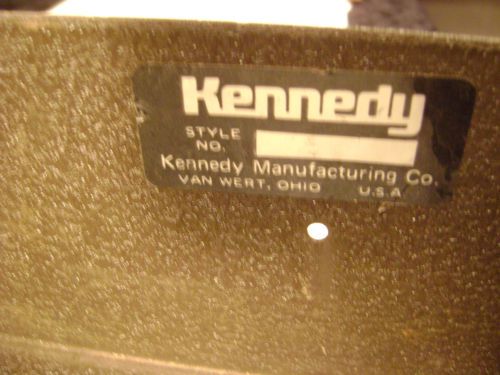 Kennedy
STYLE
NO.
Kennedy Manufacturing Co.
VAN WERT, OHIO U.S.A